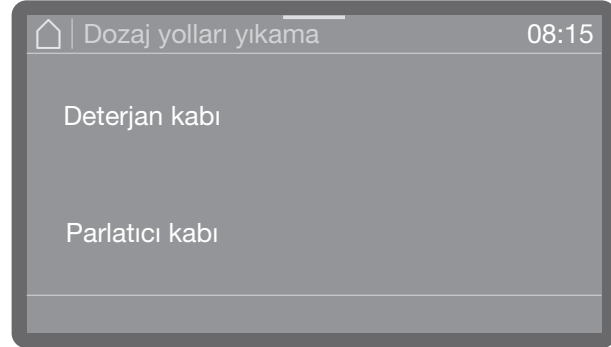 Dozaj yolları yıkama 08:15
Deterjan kabı
Parlatıcı kabı